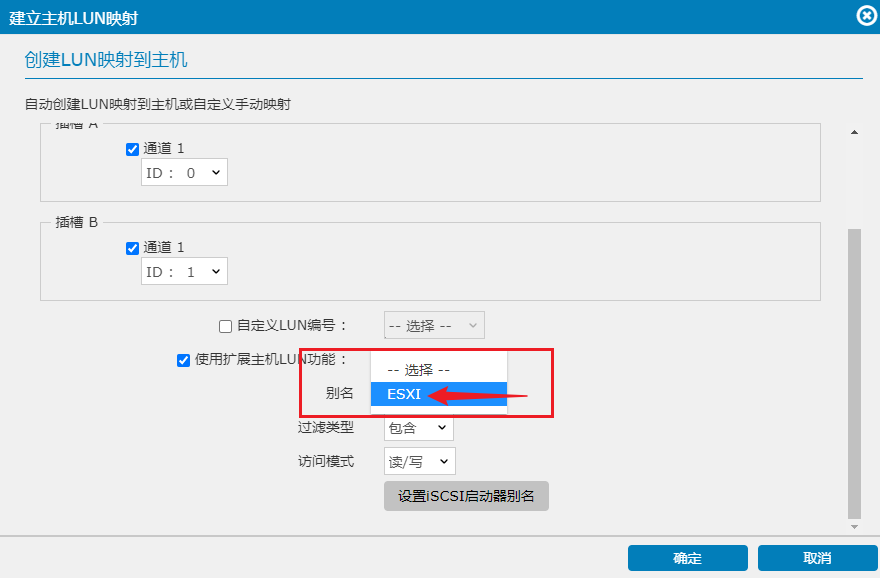 建立主机LUN映射
创建LUN映射到主机
自动创建LUN映射到主机或自定义手动映射
插槽 A
通道 1
ID： 0
插槽 B
通道 1
ID： 1
自定义LUN编号： -- 选择 --
使用扩展主机LUN功能：
-- 选择 --
别名 ESXI
过滤类型 包含
访问模式 读/写
设置iSCSI启动器别名
确定 取消